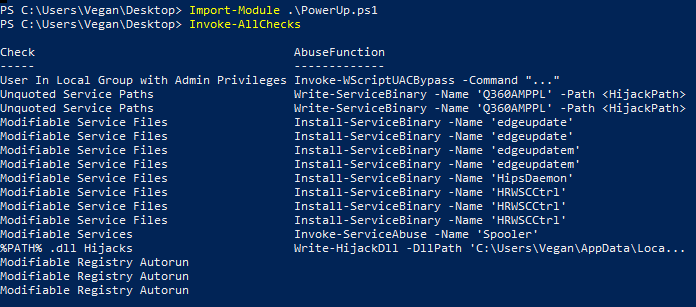 PS C:\Users\Vegan\Desktop> Import-Module .\PowerUp.ps1
PS C:\Users\Vegan\Desktop> Invoke-AllChecks
Check AbuseFunction
----- -------------
User In Local Group with Admin Privileges Invoke-WScriptUACBypass -Command "..."
Unquoted Service Paths Write-ServiceBinary -Name 'Q360AMPPL' -Path <HijackPath>
Unquoted Service Paths Write-ServiceBinary -Name 'Q360AMPPL' -Path <HijackPath>
Modifiable Service Files Install-ServiceBinary -Name 'edgeupdate'
Modifiable Service Files Install-ServiceBinary -Name 'edgeupdate'
Modifiable Service Files Install-ServiceBinary -Name 'edgeupdatem'
Modifiable Service Files Install-ServiceBinary -Name 'edgeupdatem'
Modifiable Service Files Install-ServiceBinary -Name 'HipsDaemon'
Modifiable Service Files Install-ServiceBinary -Name 'HRWSCCtrl'
Modifiable Service Files Install-ServiceBinary -Name 'HRWSCCtrl'
Modifiable Service Files Install-ServiceBinary -Name 'HRWSCCtrl'
Modifiable Services Invoke-ServiceAbuse -Name 'Spooler'
%PATH% .dll Hijacks Write-HijackDll -DllPath 'C:\Users\Vegan\AppData\Loca...
Modifiable Registry Autorun
Modifiable Registry Autorun
Modifiable Registry Autorun